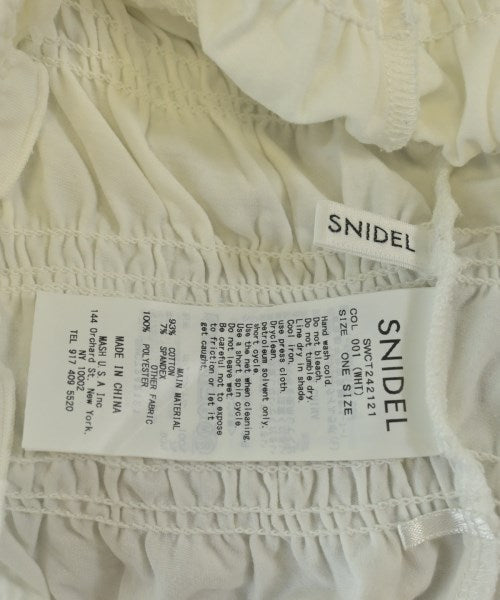 SNIDEL
SNIDEL
SWCT242121
COL 001 (WHT)
SIZE ONE SIZE
Hand wash cold.
Do not bleach.
Do not tumble dry.
Line dry in shade.
Cool iron.
use press cloth.
Dryclean.
petroleum solvent only.
short cycle.
Use the net when cleaning.
Use a short spin cycle.
Do not leave wet.
Be careful not to expose
to friction or let it
get caught.
MAIN MATERIAL
93% COTTON
7% SPANDEX
OTHER FABRIC
100% POLYESTER
MADE IN CHINA
MASH U.S.A Inc
144 Orchard St. New York,
NY 10002
TEL 917 409 5520